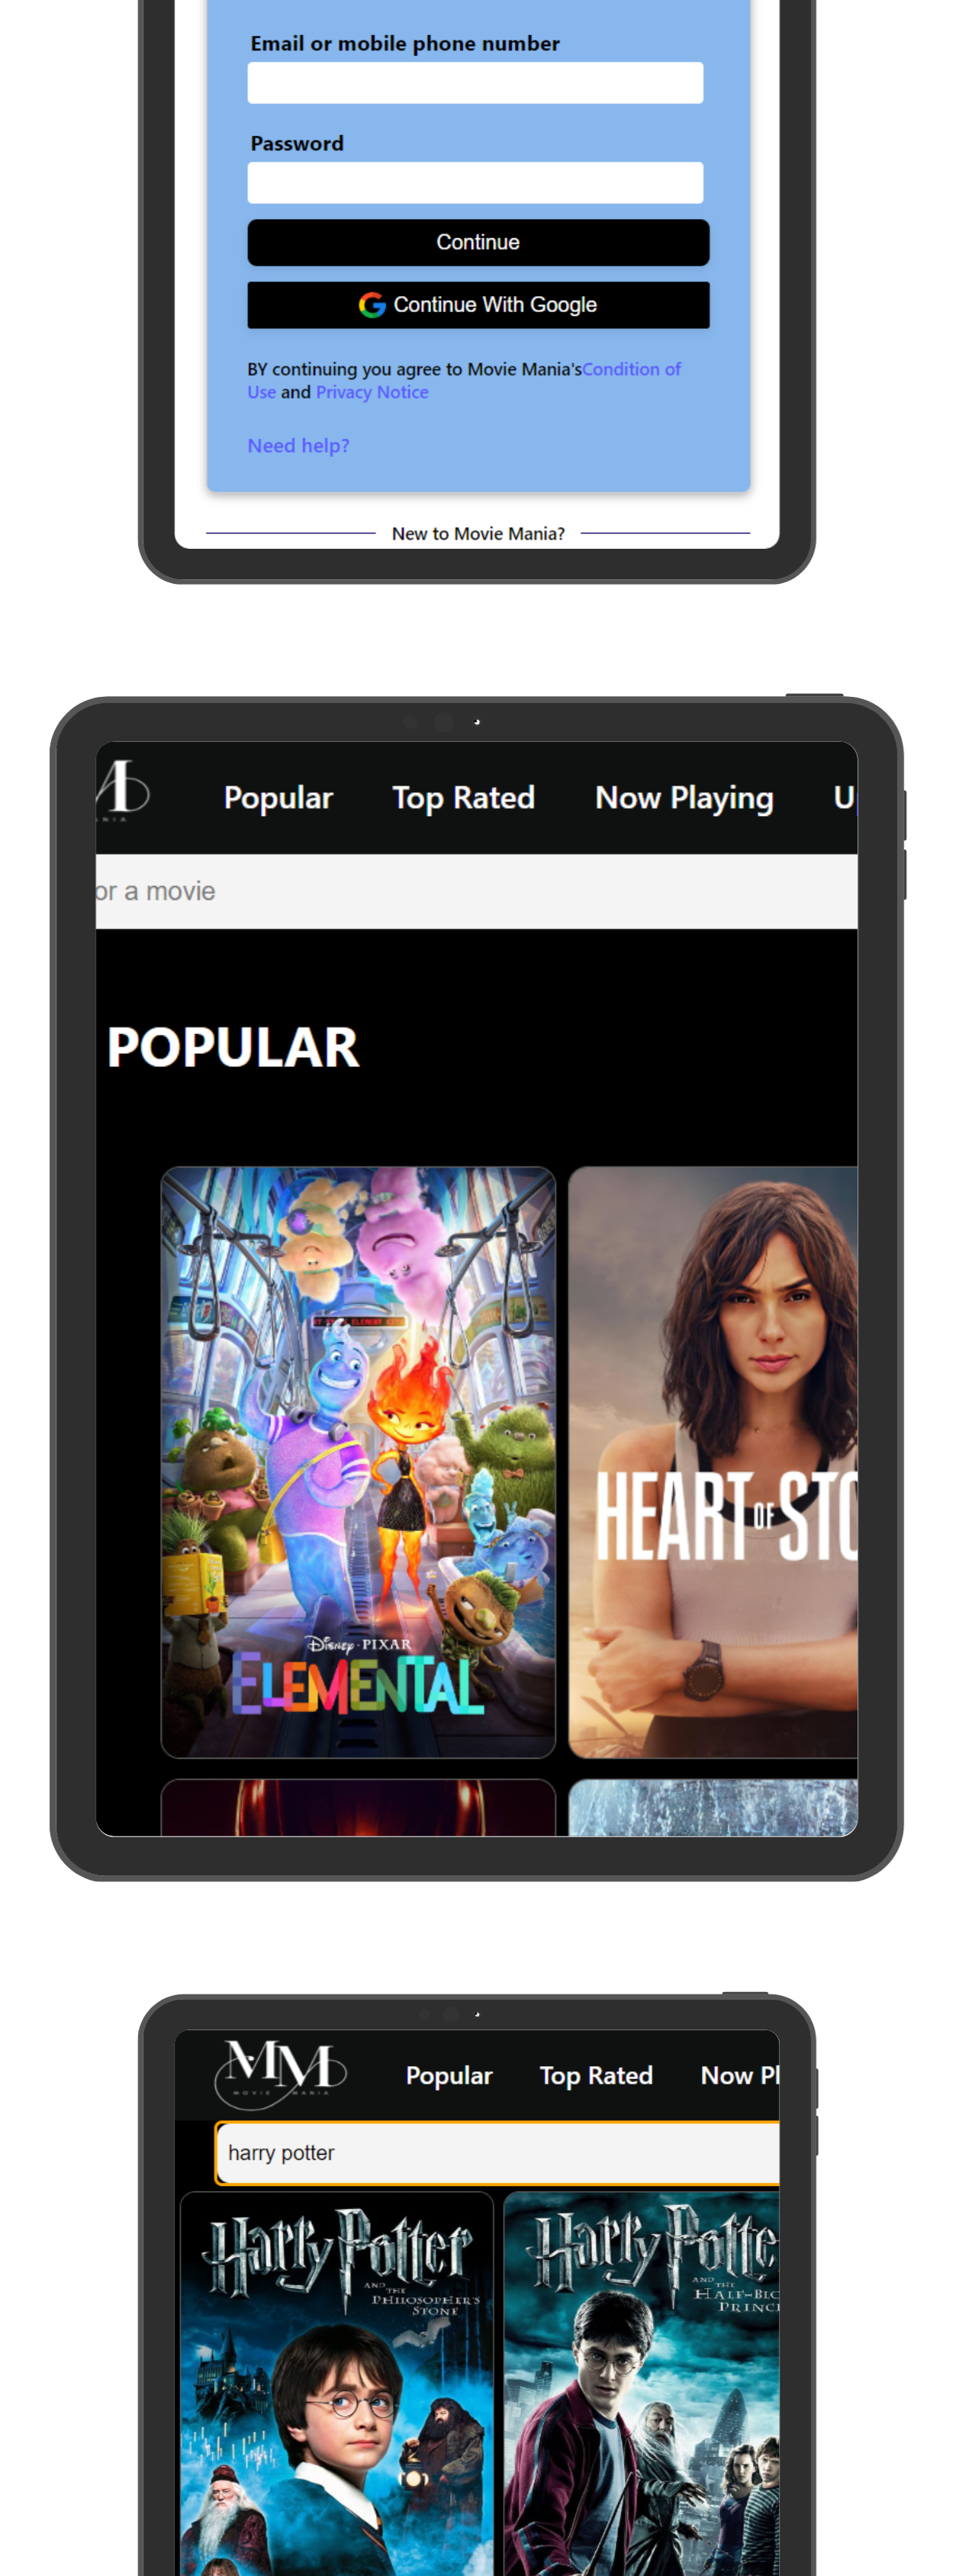 Email or mobile phone number
Password
Continue
Continue With Google
BY continuing you agree to Movie Mania'sCondition of
Use and Privacy Notice
Need help?
New to Movie Mania?
NIA
Popular Top Rated Now Playing U
or a movie
POPULAR
Disney · PIXAR
ELEMENTAL
HEART OF STO
MM
MOVIE MANIA
Popular Top Rated Now Pl
harry potter
Harry Potter
AND THE
PHILOSOPHER'S
STONE
Harry Potte
AND THE
HALF-BLO
PRINC